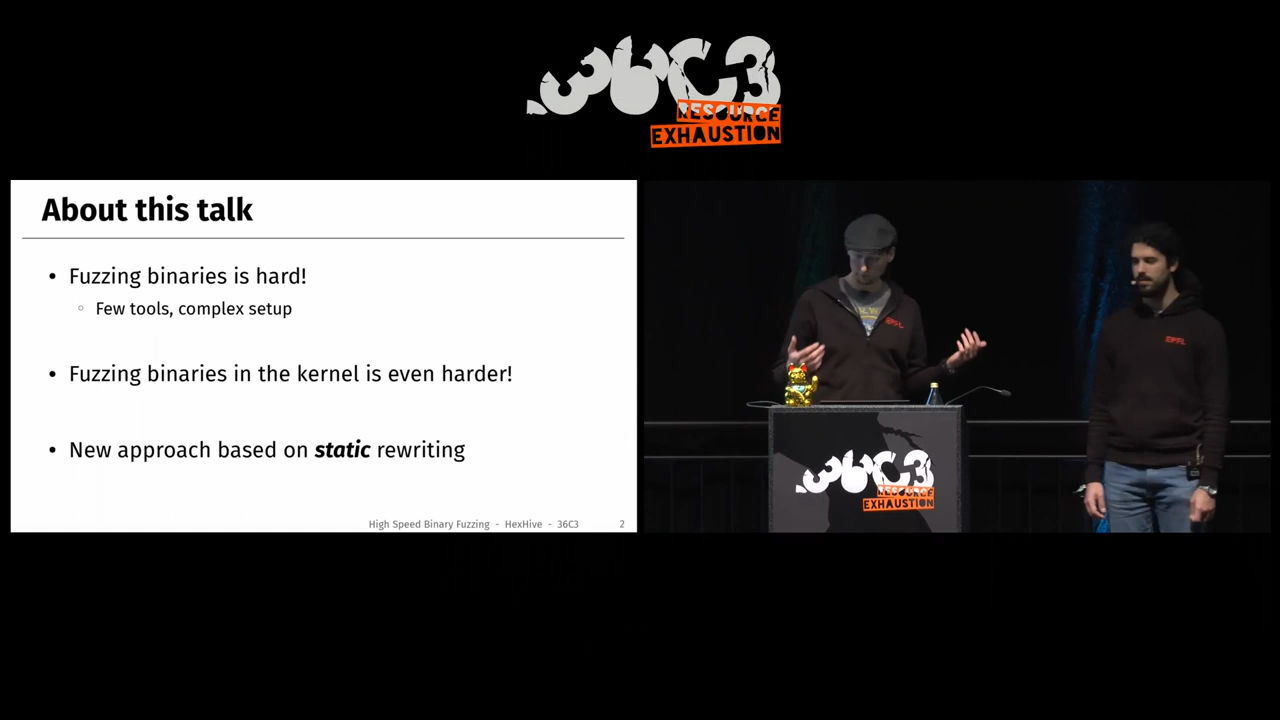 36C3
RESOURCE
EXHAUSTION
About this talk
• Fuzzing binaries is hard!
◦ Few tools, complex setup
• Fuzzing binaries in the kernel is even harder!
• New approach based on static rewriting
High Speed Binary Fuzzing - HexHive - 36C3 2
EPFL
EPFL
36C3
RESOURCE
EXHAUSTION